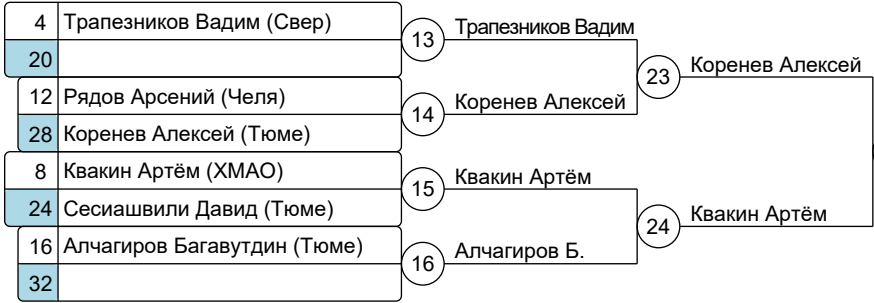 4 Трапезников Вадим (Свер)
20
13 Трапезников Вадим
12 Рядов Арсений (Челя)
28 Коренев Алексей (Тюме)
14 Коренев Алексей
23 Коренев Алексей
8 Квакин Артём (ХМАО)
24 Сесиашвили Давид (Тюме)
15 Квакин Артём
16 Алчагиров Багавутдин (Тюме)
32
16 Алчагиров Б.
24 Квакин Артём